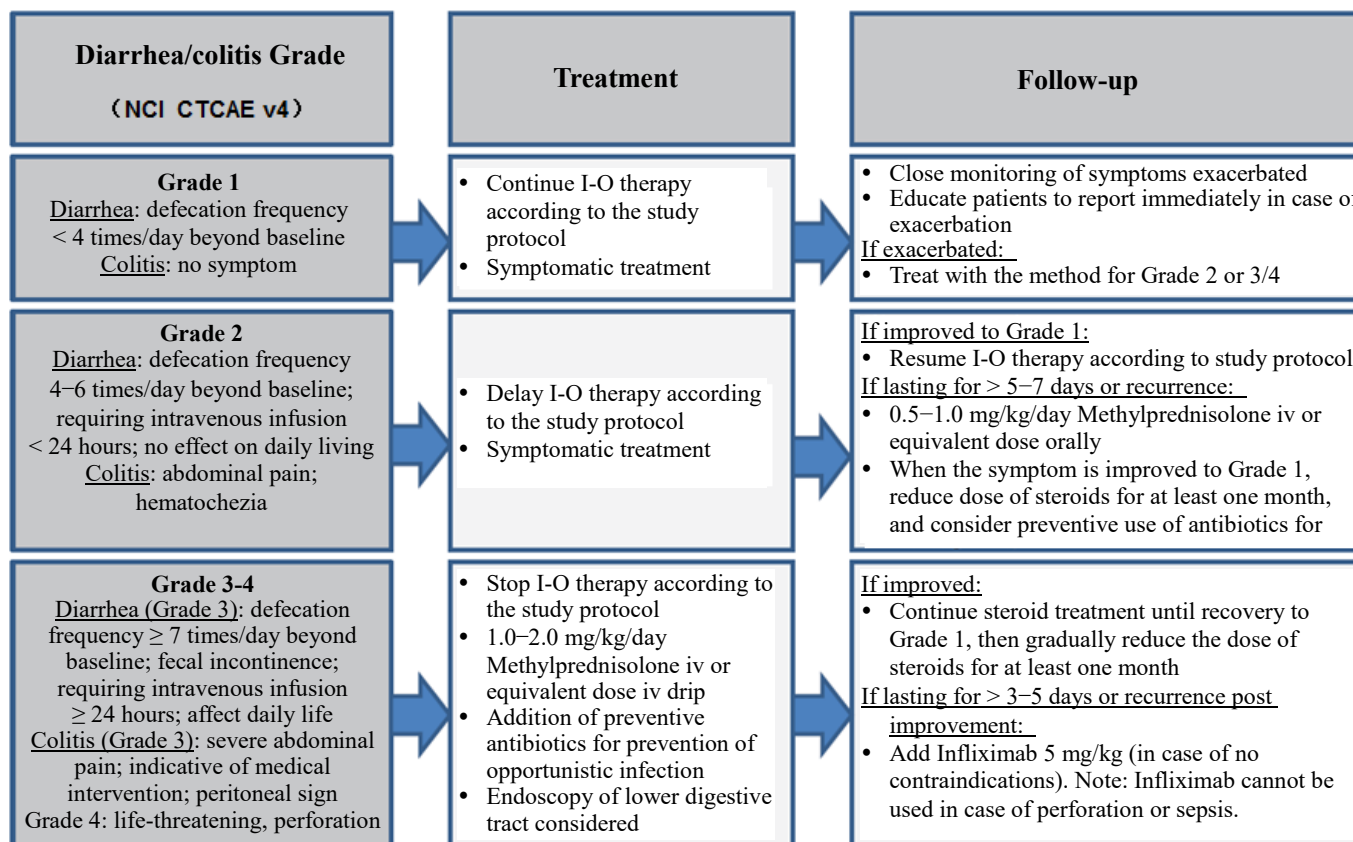 Diarrhea/colitis Grade
（NCI CTCAE v4）
Treatment
Follow-up
Grade 1
Diarrhea: defecation frequency
< 4 times/day beyond baseline
Colitis: no symptom
• Continue I-O therapy
according to the study
protocol
• Symptomatic treatment
• Close monitoring of symptoms exacerbated
• Educate patients to report immediately in case of
exacerbation
If exacerbated:
• Treat with the method for Grade 2 or 3/4
Grade 2
Diarrhea: defecation frequency
4−6 times/day beyond baseline;
requiring intravenous infusion
< 24 hours; no effect on daily living
Colitis: abdominal pain;
hematochezia
• Delay I-O therapy according
to the study protocol
• Symptomatic treatment
If improved to Grade 1:
• Resume I-O therapy according to study protocol
If lasting for > 5−7 days or recurrence:
• 0.5−1.0 mg/kg/day Methylprednisolone iv or
equivalent dose orally
• When the symptom is improved to Grade 1,
reduce dose of steroids for at least one month,
and consider preventive use of antibiotics for
Grade 3-4
Diarrhea (Grade 3): defecation
frequency ≥ 7 times/day beyond
baseline; fecal incontinence;
requiring intravenous infusion
≥ 24 hours; affect daily life
Colitis (Grade 3): severe abdominal
pain; indicative of medical
intervention; peritoneal sign
Grade 4: life-threatening, perforation
• Stop I-O therapy according to
the study protocol
• 1.0−2.0 mg/kg/day
Methylprednisolone iv or
equivalent dose iv drip
• Addition of preventive
antibiotics for prevention of
opportunistic infection
• Endoscopy of lower digestive
tract considered
If improved:
• Continue steroid treatment until recovery to
Grade 1, then gradually reduce the dose of
steroids for at least one month
If lasting for > 3−5 days or recurrence post
improvement:
• Add Infliximab 5 mg/kg (in case of no
contraindications). Note: Infliximab cannot be
used in case of perforation or sepsis.